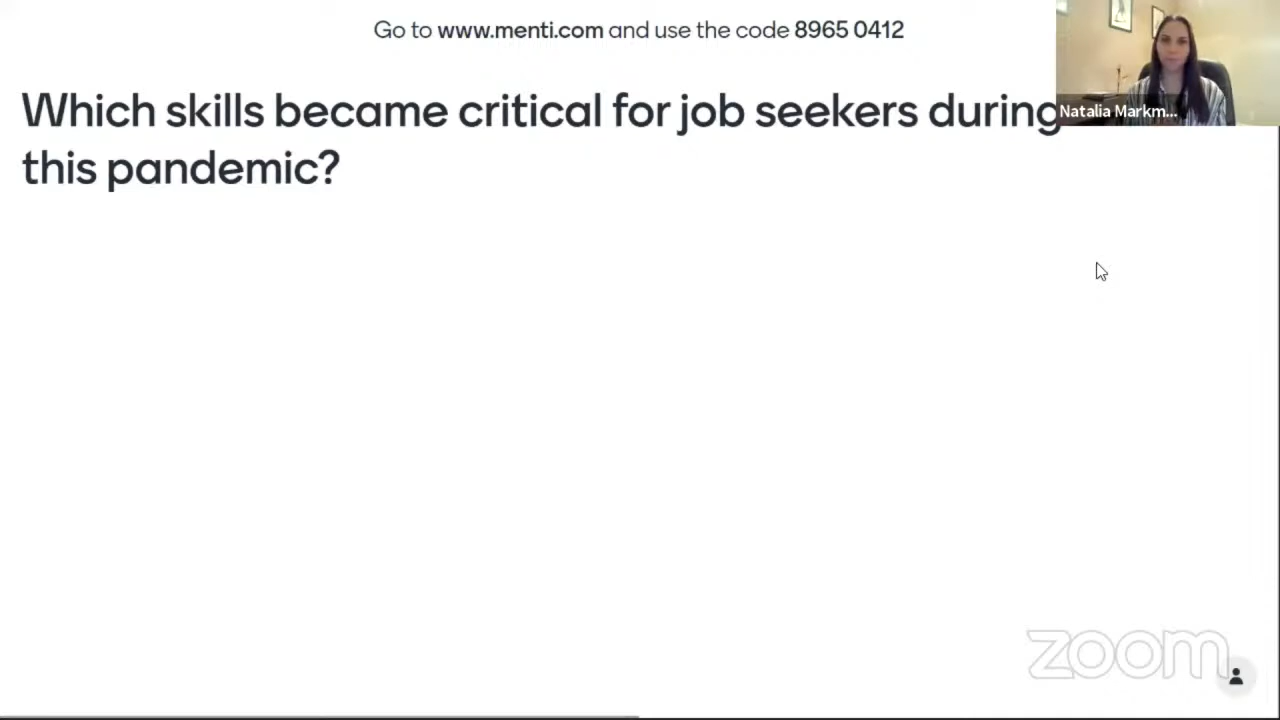 Go to www.menti.com and use the code 8965 0412
Which skills became critical for job seekers during
this pandemic?
Natalia Markm...
zoom